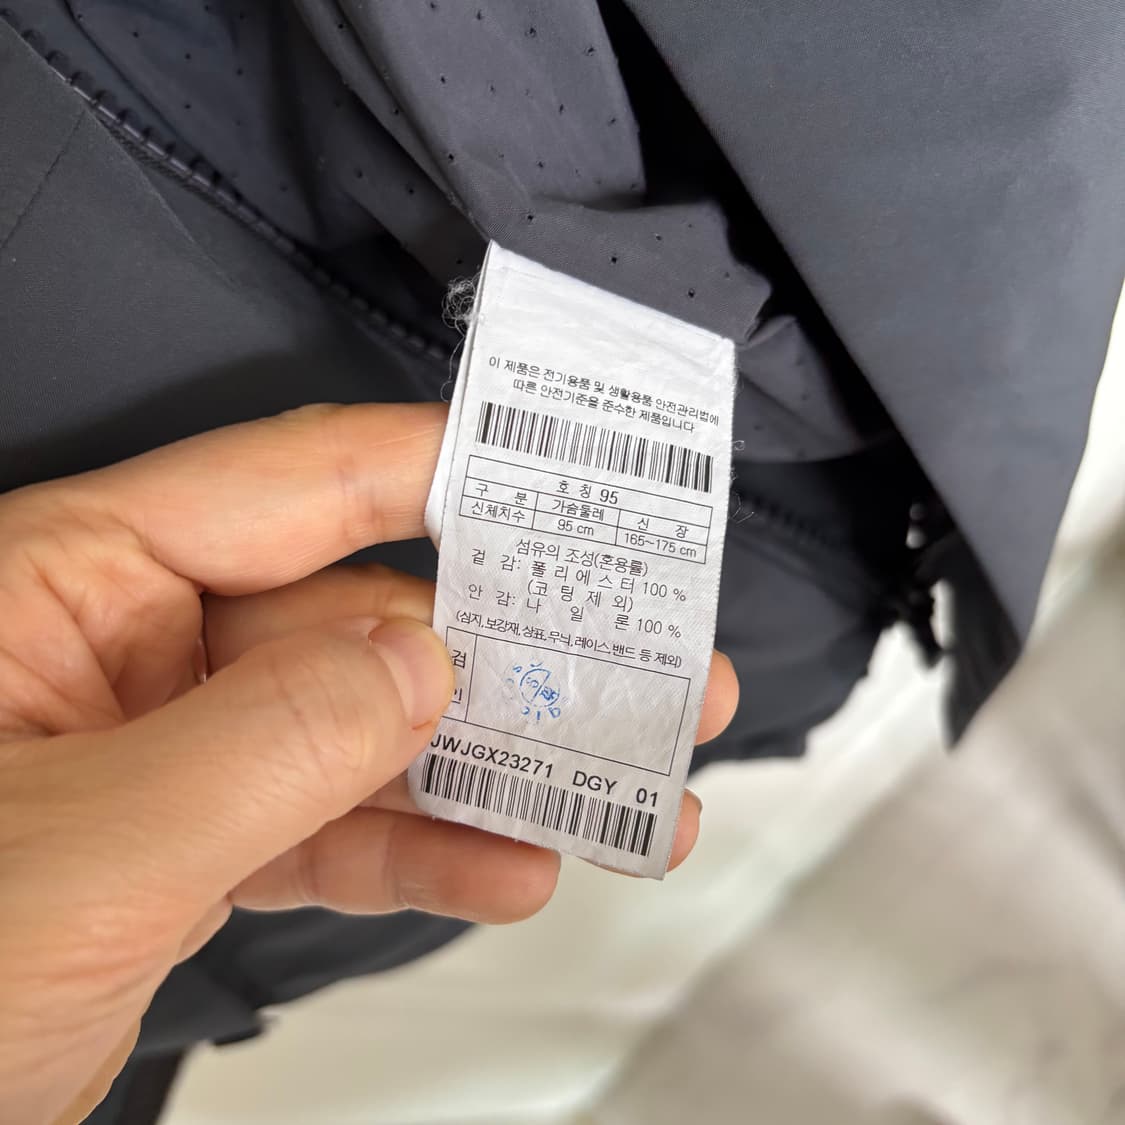 이 제품은 전기용품 및 생활용품 안전관리법에
따른 안전기준을 준수한 제품입니다
호 칭 95
구 분 가슴둘레 신 장
신체치수 95 cm 165~175 cm
섬유의 조성(혼용률)
겉 감: 폴 리 에 스 터 100 %
(코 팅 제 외)
안 감: 나 일 론 100 %
(심지, 보강재, 상표, 무늬, 레이스, 밴드 등 제외)
검
인
JWJGX23271 DGY 01